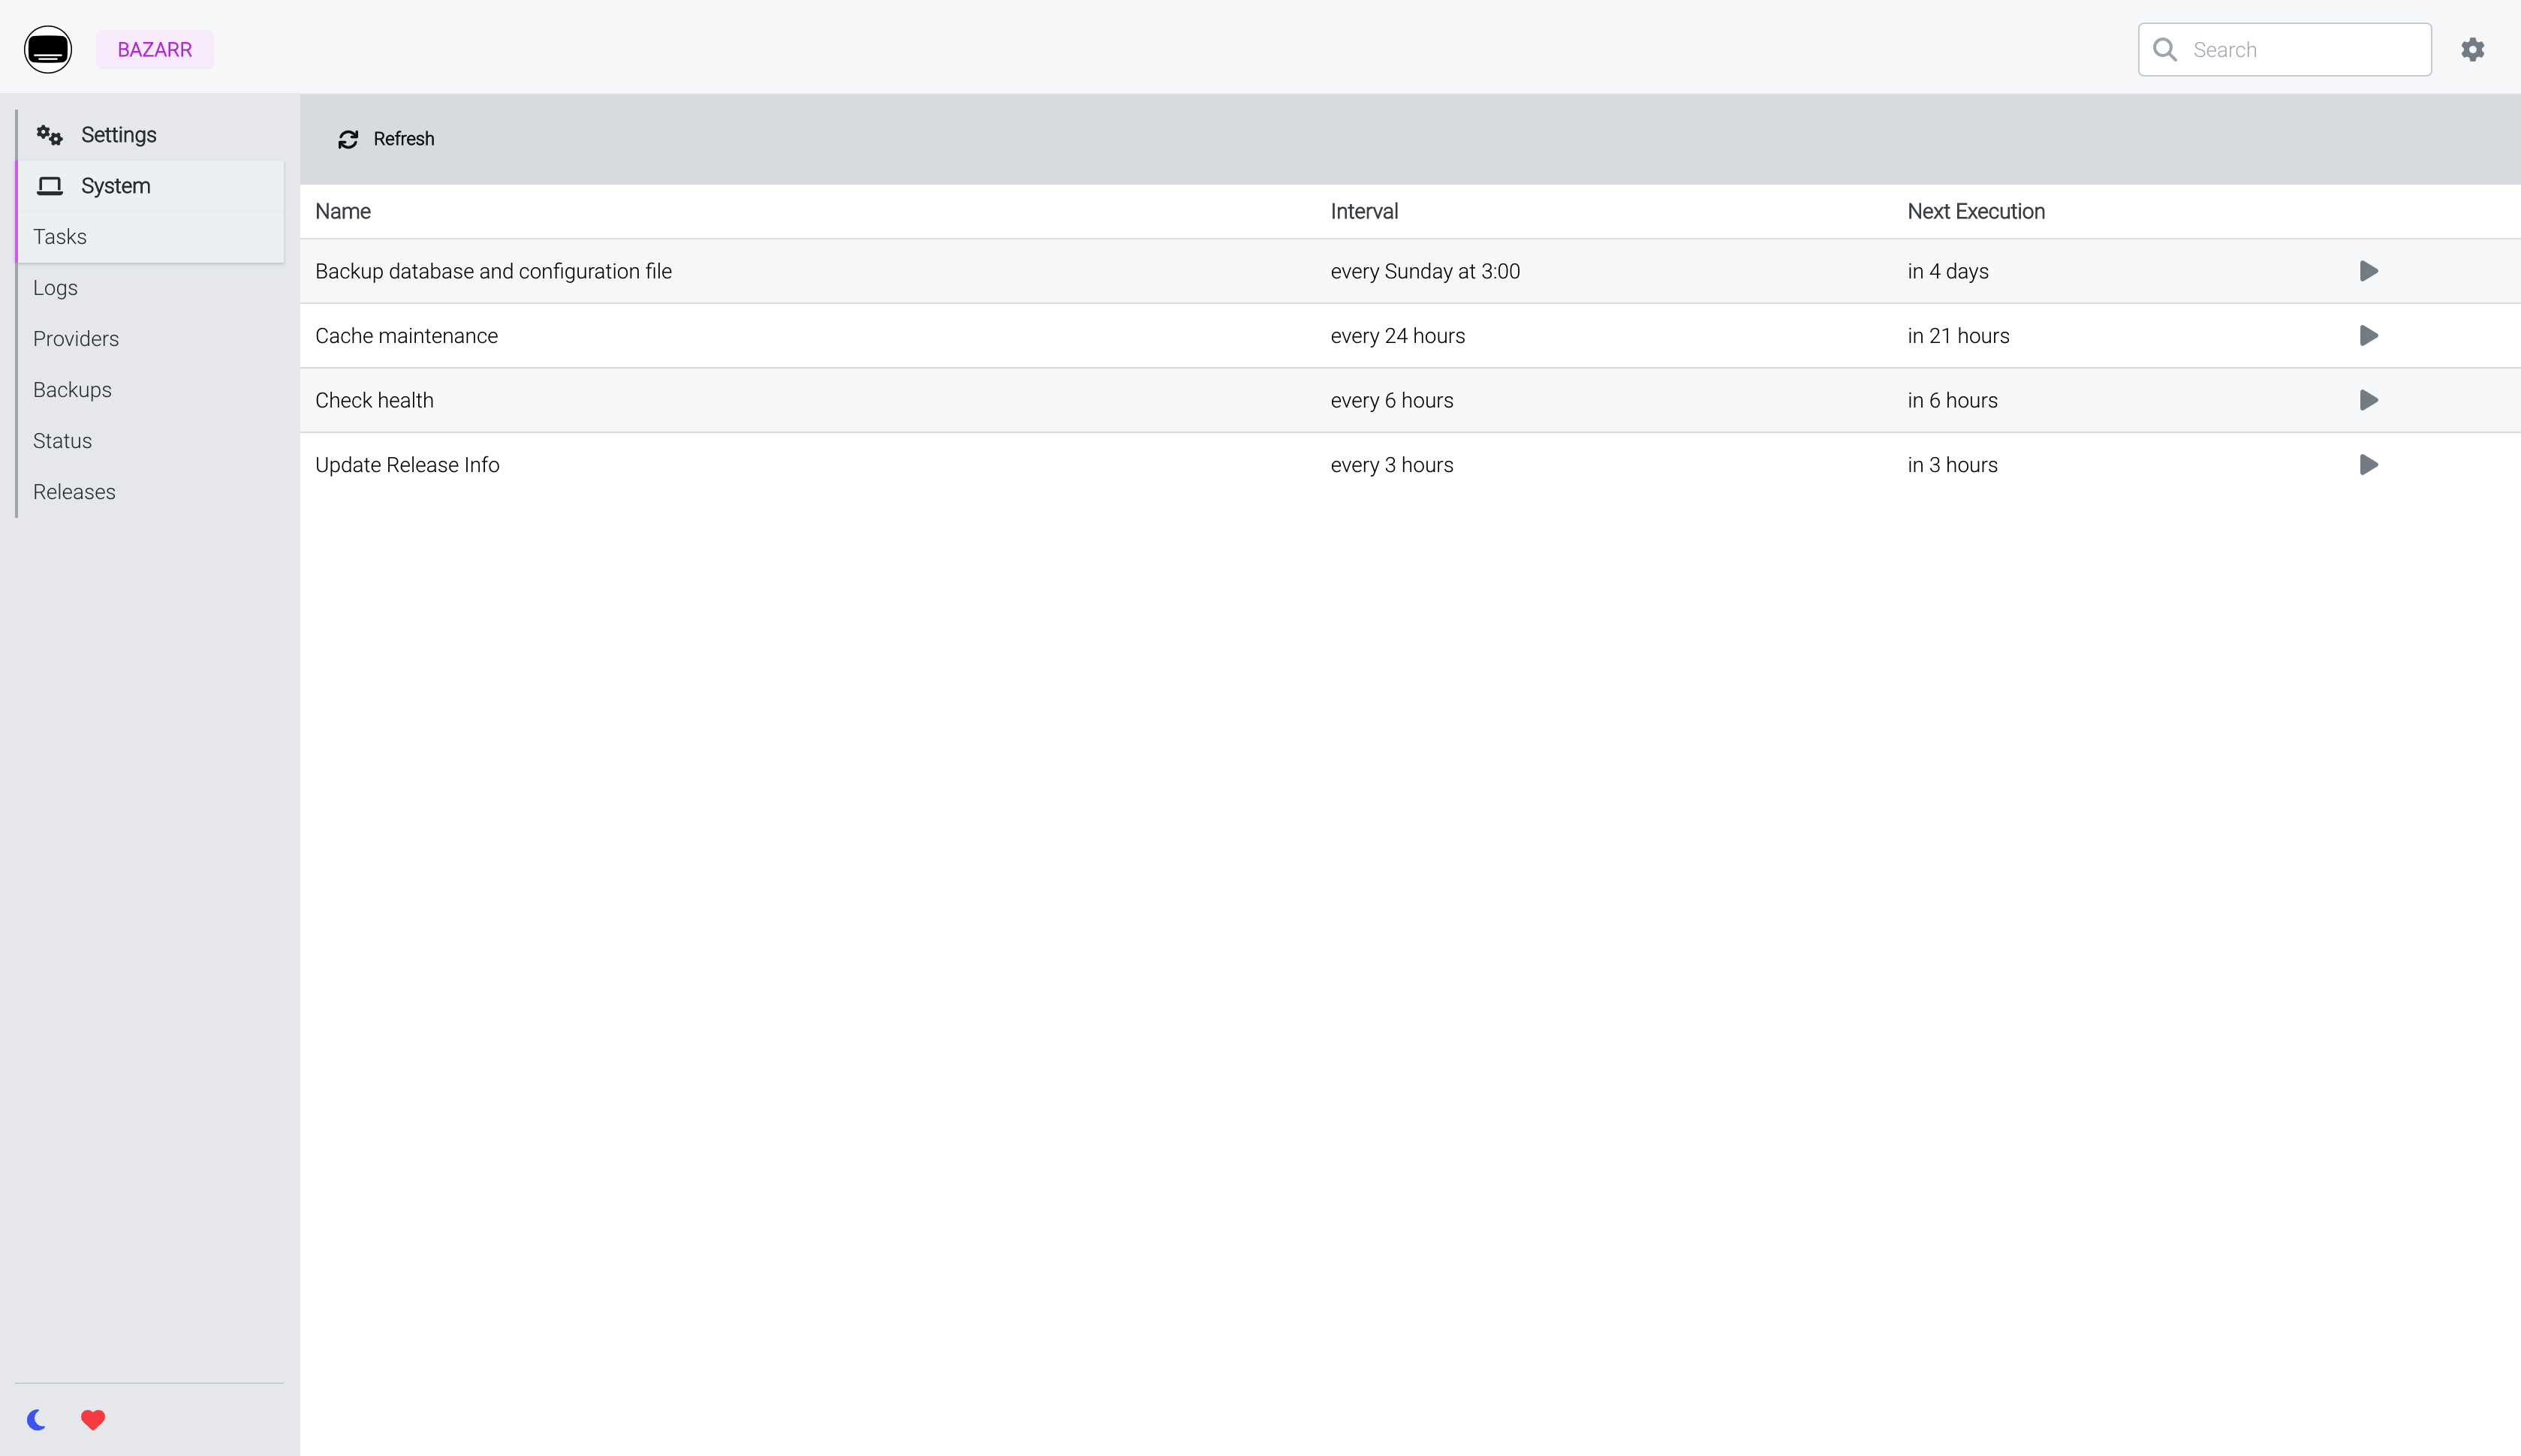 BAZARR
Search
Settings
System
Tasks
Logs
Providers
Backups
Status
Releases
Refresh
Name Interval Next Execution
Backup database and configuration file every Sunday at 3:00 in 4 days
Cache maintenance every 24 hours in 21 hours
Check health every 6 hours in 6 hours
Update Release Info every 3 hours in 3 hours